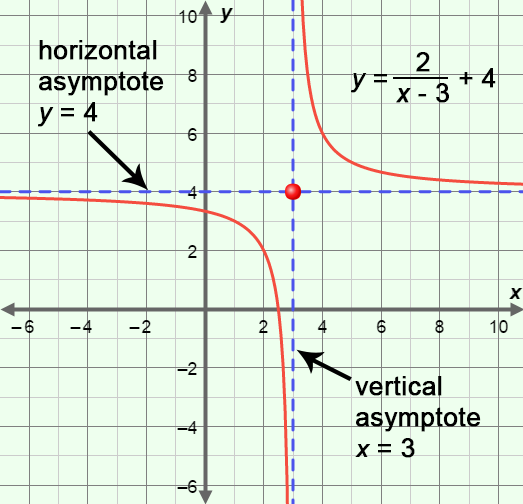 y
10
horizontal
asymptote
y = 4
8
y = 2/(x - 3) + 4
6
4
2
x
−6 −4 −2 2 4 6 8 10
−2
vertical
asymptote
x = 3
−4
−6